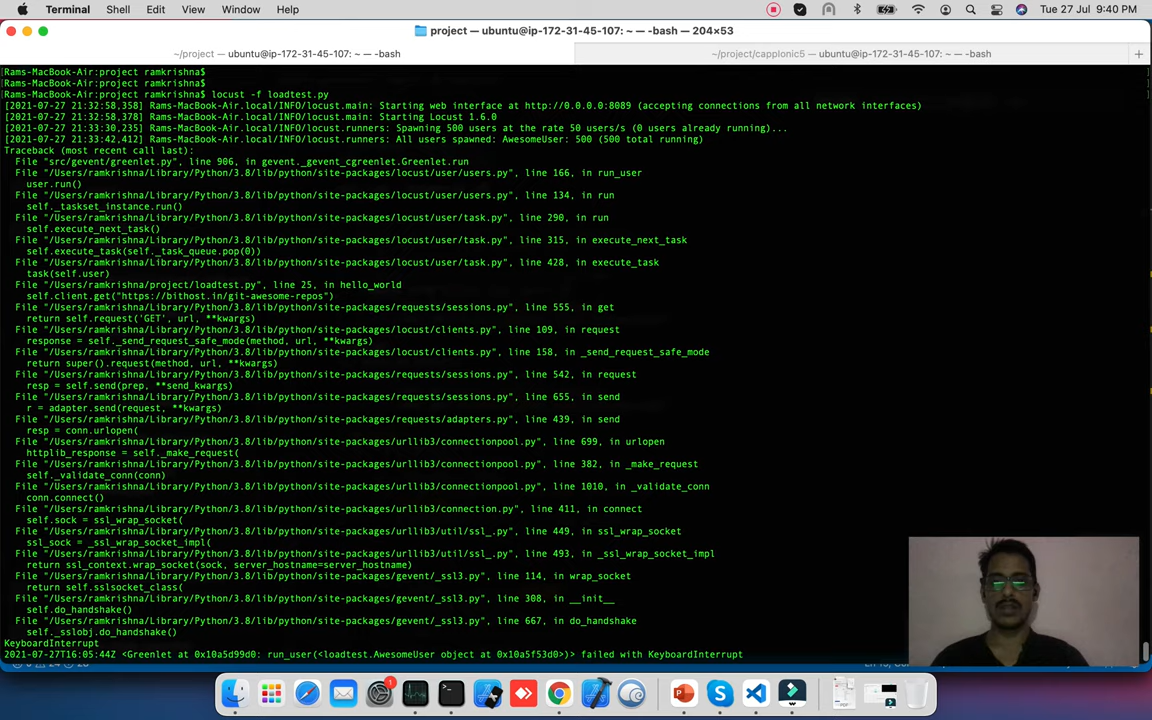 Terminal Shell Edit View Window Help Tue 27 Jul 9:40 PM
project — ubuntu@ip-172-31-45-107: ~ — -bash — 204×53
~/project — ubuntu@ip-172-31-45-107: ~ — -bash ~/project/cappIonic5 — ubuntu@ip-172-31-45-107: ~ — -bash
[Rams-MacBook-Air:project ramkrishna$
[Rams-MacBook-Air:project ramkrishna$
[Rams-MacBook-Air:project ramkrishna$ locust -f loadtest.py
[2021-07-27 21:32:58,358] Rams-MacBook-Air.local/INFO/locust.main: Starting web interface at http://0.0.0.0:8089 (accepting connections from all network interfaces)
[2021-07-27 21:32:58,378] Rams-MacBook-Air.local/INFO/locust.main: Starting Locust 1.6.0
[2021-07-27 21:33:30,235] Rams-MacBook-Air.local/INFO/locust.runners: Spawning 500 users at the rate 50 users/s (0 users already running)...
[2021-07-27 21:33:42,412] Rams-MacBook-Air.local/INFO/locust.runners: All users spawned: AwesomeUser: 500 (500 total running)
Traceback (most recent call last):
File "src/gevent/greenlet.py", line 906, in gevent._gevent_cgreenlet.Greenlet.run
File "/Users/ramkrishna/Library/Python/3.8/lib/python/site-packages/locust/user/users.py", line 166, in run_user
user.run()
File "/Users/ramkrishna/Library/Python/3.8/lib/python/site-packages/locust/user/users.py", line 134, in run
self._taskset_instance.run()
File "/Users/ramkrishna/Library/Python/3.8/lib/python/site-packages/locust/user/task.py", line 290, in run
self.execute_next_task()
File "/Users/ramkrishna/Library/Python/3.8/lib/python/site-packages/locust/user/task.py", line 315, in execute_next_task
self.execute_task(self._task_queue.pop(0))
File "/Users/ramkrishna/Library/Python/3.8/lib/python/site-packages/locust/user/task.py", line 428, in execute_task
task(self.user)
File "/Users/ramkrishna/project/loadtest.py", line 25, in hello_world
self.client.get("https://bithost.in/git-awesome-repos")
File "/Users/ramkrishna/Library/Python/3.8/lib/python/site-packages/requests/sessions.py", line 555, in get
return self.request('GET', url, **kwargs)
File "/Users/ramkrishna/Library/Python/3.8/lib/python/site-packages/locust/clients.py", line 109, in request
response = self._send_request_safe_mode(method, url, **kwargs)
File "/Users/ramkrishna/Library/Python/3.8/lib/python/site-packages/locust/clients.py", line 158, in _send_request_safe_mode
return super().request(method, url, **kwargs)
File "/Users/ramkrishna/Library/Python/3.8/lib/python/site-packages/requests/sessions.py", line 542, in request
resp = self.send(prep, **send_kwargs)
File "/Users/ramkrishna/Library/Python/3.8/lib/python/site-packages/requests/sessions.py", line 655, in send
r = adapter.send(request, **kwargs)
File "/Users/ramkrishna/Library/Python/3.8/lib/python/site-packages/requests/adapters.py", line 439, in send
resp = conn.urlopen(
File "/Users/ramkrishna/Library/Python/3.8/lib/python/site-packages/urllib3/connectionpool.py", line 699, in urlopen
httplib_response = self._make_request(
File "/Users/ramkrishna/Library/Python/3.8/lib/python/site-packages/urllib3/connectionpool.py", line 382, in _make_request
self._validate_conn(conn)
File "/Users/ramkrishna/Library/Python/3.8/lib/python/site-packages/urllib3/connectionpool.py", line 1010, in _validate_conn
conn.connect()
File "/Users/ramkrishna/Library/Python/3.8/lib/python/site-packages/urllib3/connection.py", line 411, in connect
self.sock = ssl_wrap_socket(
File "/Users/ramkrishna/Library/Python/3.8/lib/python/site-packages/urllib3/util/ssl_.py", line 449, in ssl_wrap_socket
ssl_sock = _ssl_wrap_socket_impl(
File "/Users/ramkrishna/Library/Python/3.8/lib/python/site-packages/urllib3/util/ssl_.py", line 493, in _ssl_wrap_socket_impl
return ssl_context.wrap_socket(sock, server_hostname=server_hostname)
File "/Users/ramkrishna/Library/Python/3.8/lib/python/site-packages/gevent/_ssl3.py", line 114, in wrap_socket
return self.sslsocket_class(
File "/Users/ramkrishna/Library/Python/3.8/lib/python/site-packages/gevent/_ssl3.py", line 308, in __init__
self.do_handshake()
File "/Users/ramkrishna/Library/Python/3.8/lib/python/site-packages/gevent/_ssl3.py", line 667, in do_handshake
self._sslobj.do_handshake()
KeyboardInterrupt
2021-07-27T16:05:44Z <Greenlet at 0x10a5d99d0: run_user(<loadtest.AwesomeUser object at 0x10a5f53d0>)> failed with KeyboardInterrupt